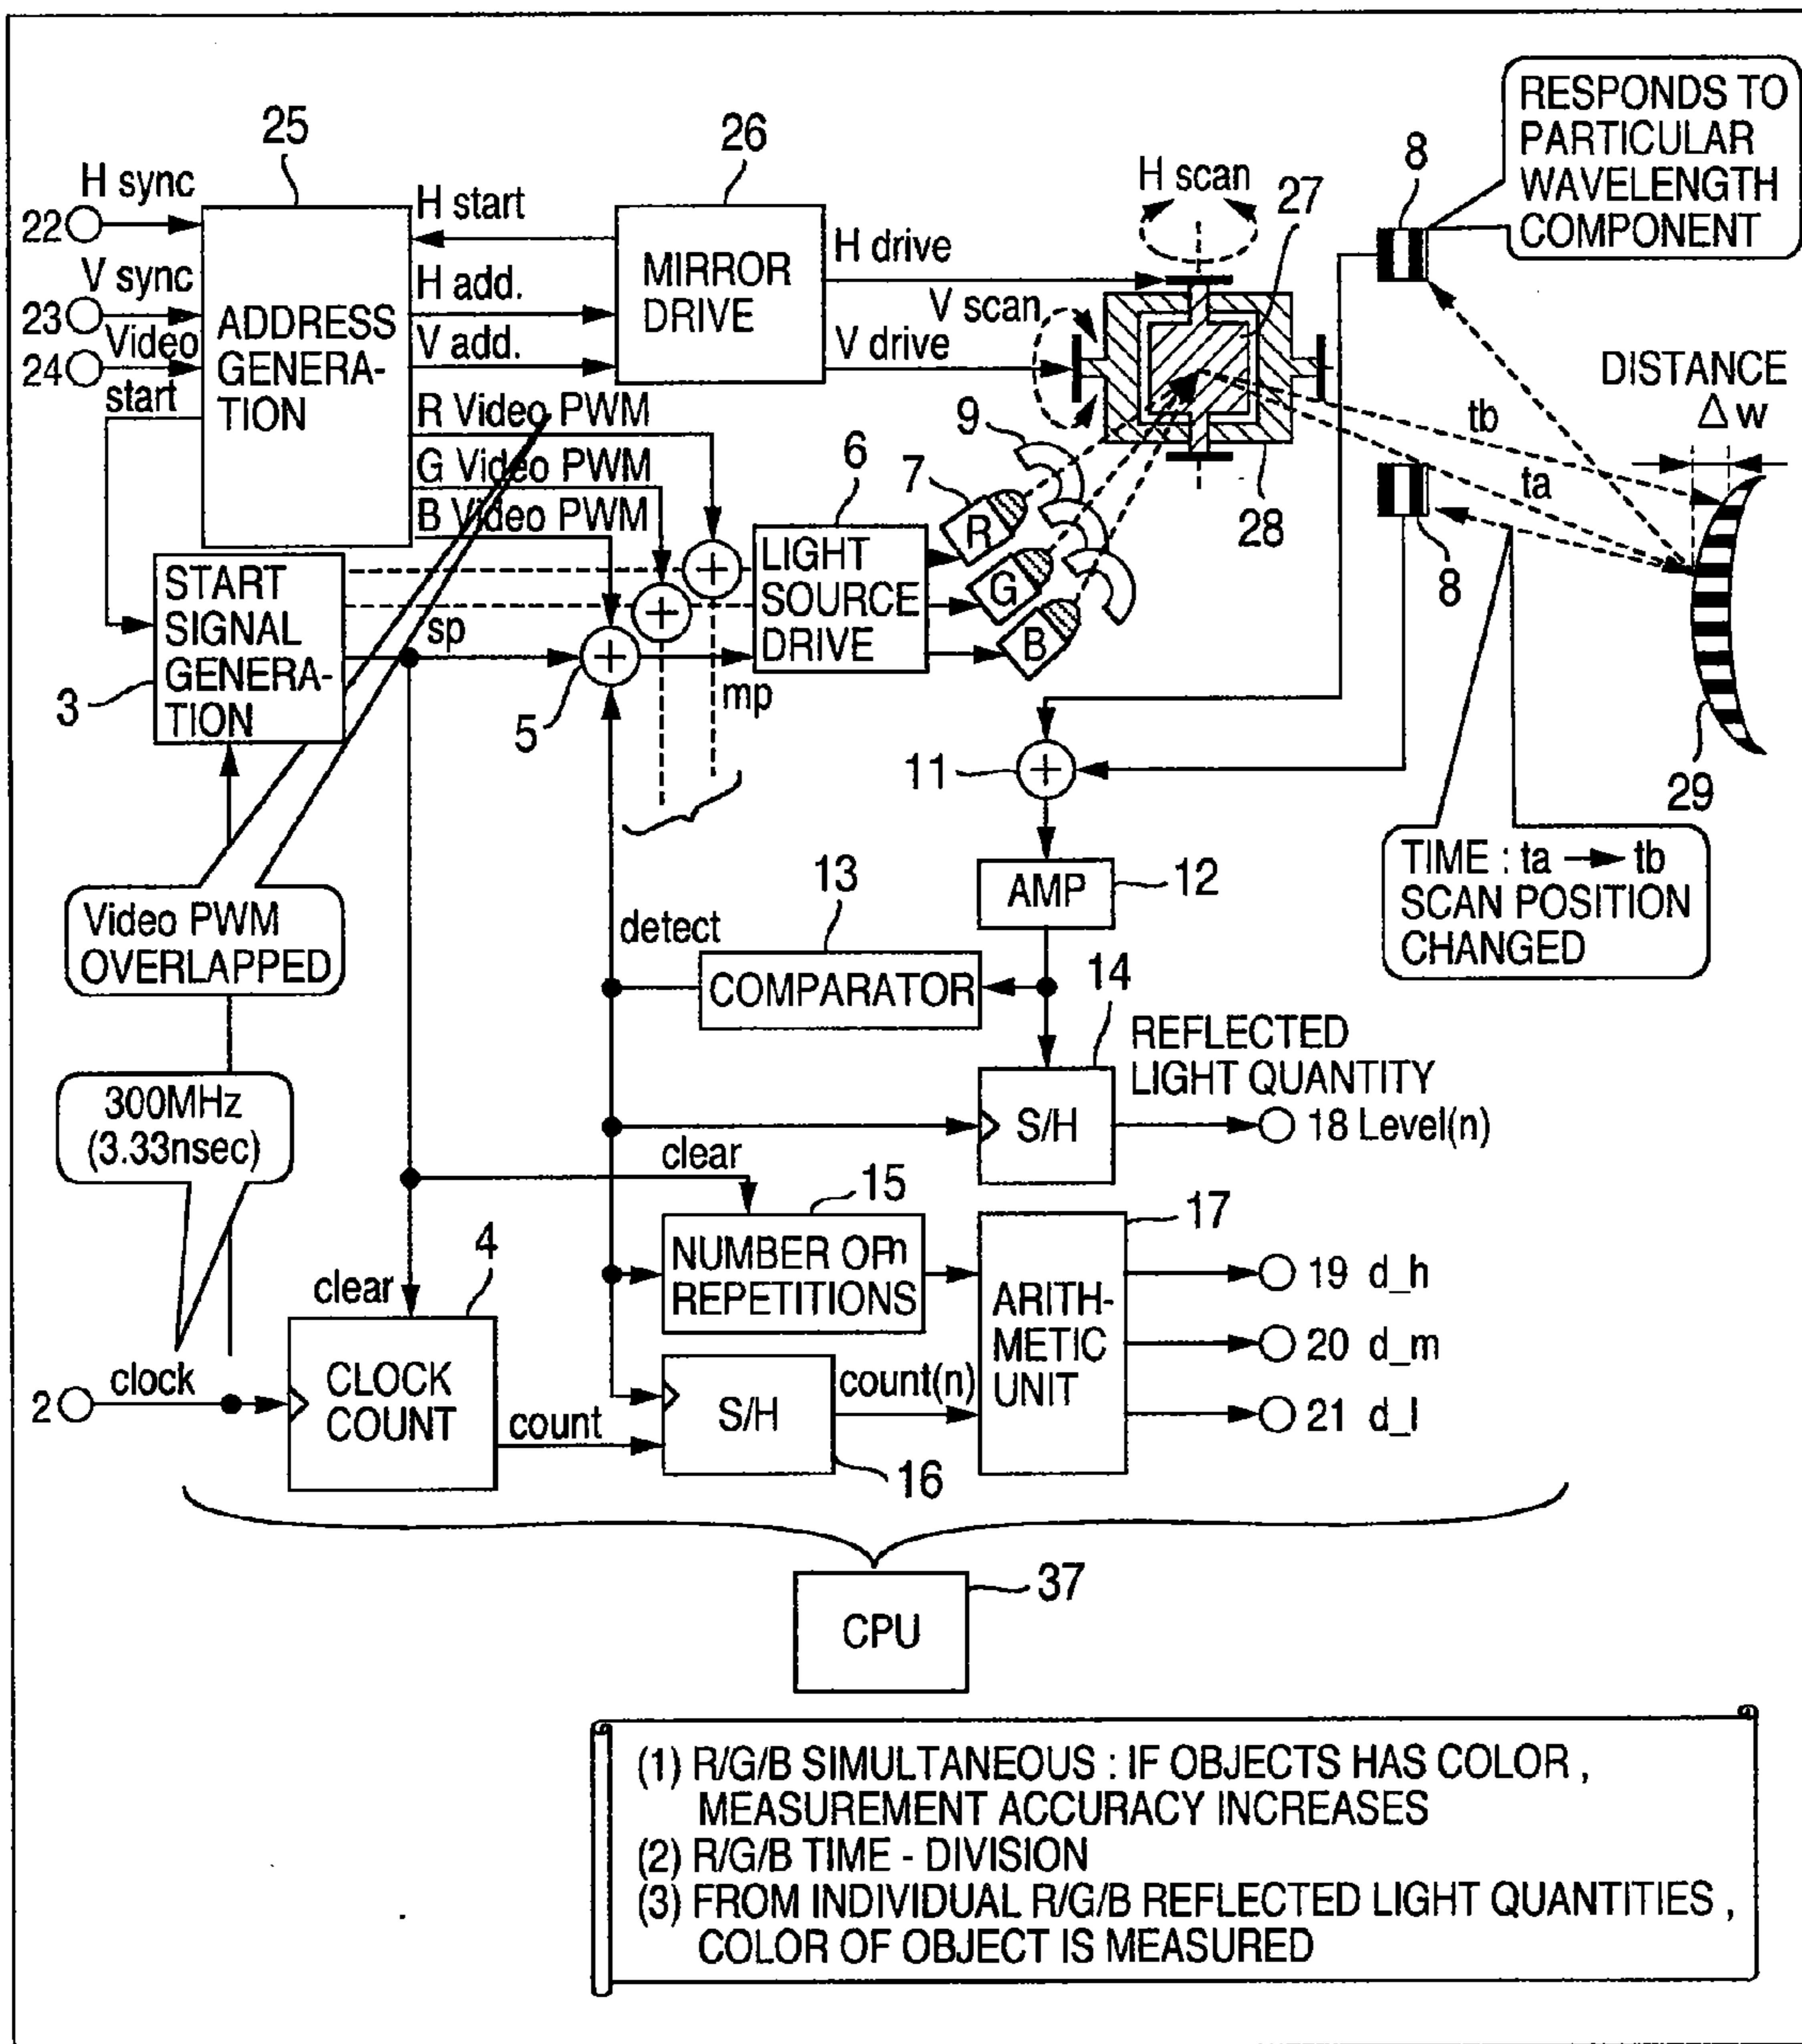 25
26
H sync
22
V sync
23
Video
24
start
ADDRESS
GENERA-
TION
H start
H add.
V add.
MIRROR
DRIVE
H drive
V scan
V drive
H scan
27
28
8
RESPONDS TO
PARTICULAR
WAVELENGTH
COMPONENT
DISTANCE
Δw
tb
ta
8
29
TIME : ta → tb
SCAN POSITION
CHANGED
R Video PWM
G Video PWM
B Video PWM
6
7
9
R
G
B
LIGHT
SOURCE
DRIVE
START
SIGNAL
GENERA-
TION
3
sp
+
+
+
5
mp
Video PWM
OVERLAPPED
11
+
AMP
12
13
detect
COMPARATOR
14
REFLECTED
LIGHT QUANTITY
S/H
18 Level(n)
300MHz
(3.33nsec)
clear
15
17
NUMBER OF n
REPETITIONS
4
clear
ARITH-
METIC
UNIT
19 d_h
20 d_m
21 d_l
2
clock
CLOCK
COUNT
count
S/H
count(n)
16
37
CPU
(1) R/G/B SIMULTANEOUS : IF OBJECTS HAS COLOR ,
MEASUREMENT ACCURACY INCREASES
(2) R/G/B TIME - DIVISION
(3) FROM INDIVIDUAL R/G/B REFLECTED LIGHT QUANTITIES ,
COLOR OF OBJECT IS MEASURED